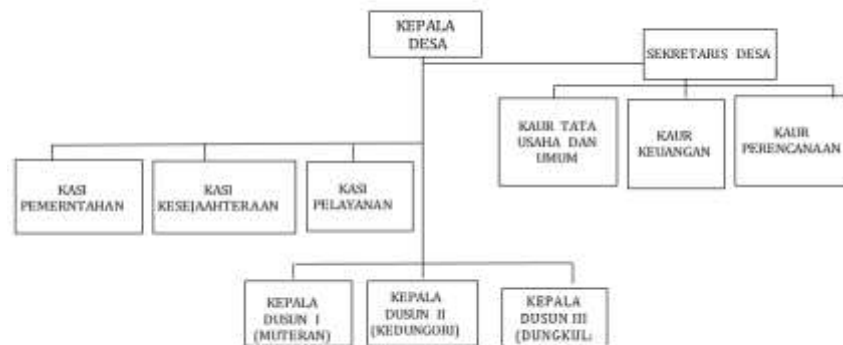 KEPALA
DESA
SEKRETARIS DESA
KAUR TATA
USAHA DAN
UMUM
KAUR
KEUANGAN
KAUR
PERENCANAAN
KASI
PEMERNTAHAN
KASI
KESEJAAHTERAAN
KASI
PELAYANAN
KEPALA
DUSUN I
(MUTERAN)
KEPALA
DUSUN II
(KEDUNGORI)
KEPALA
DUSUN III
(DUNGKUL: